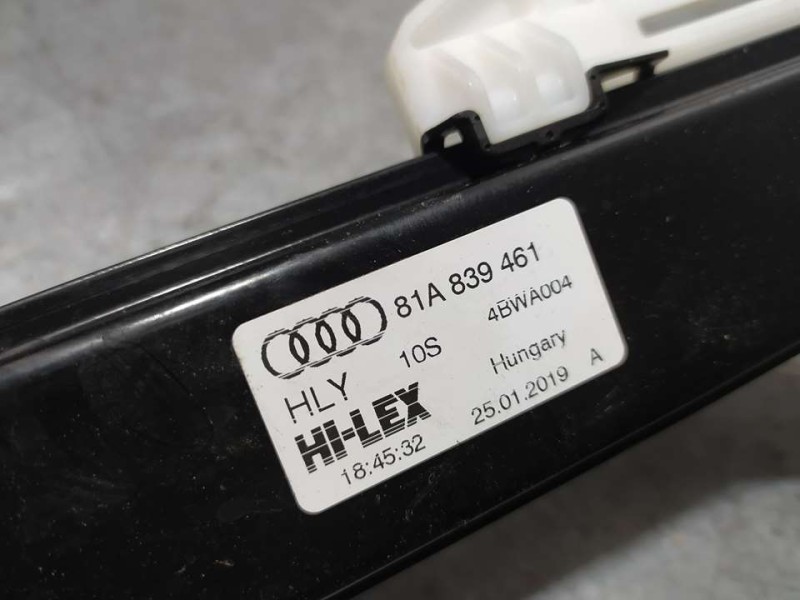 81A 839 461
10S 4BWA004
HLY Hungary
HI-LEX 25.01.2019 A
18:45:32